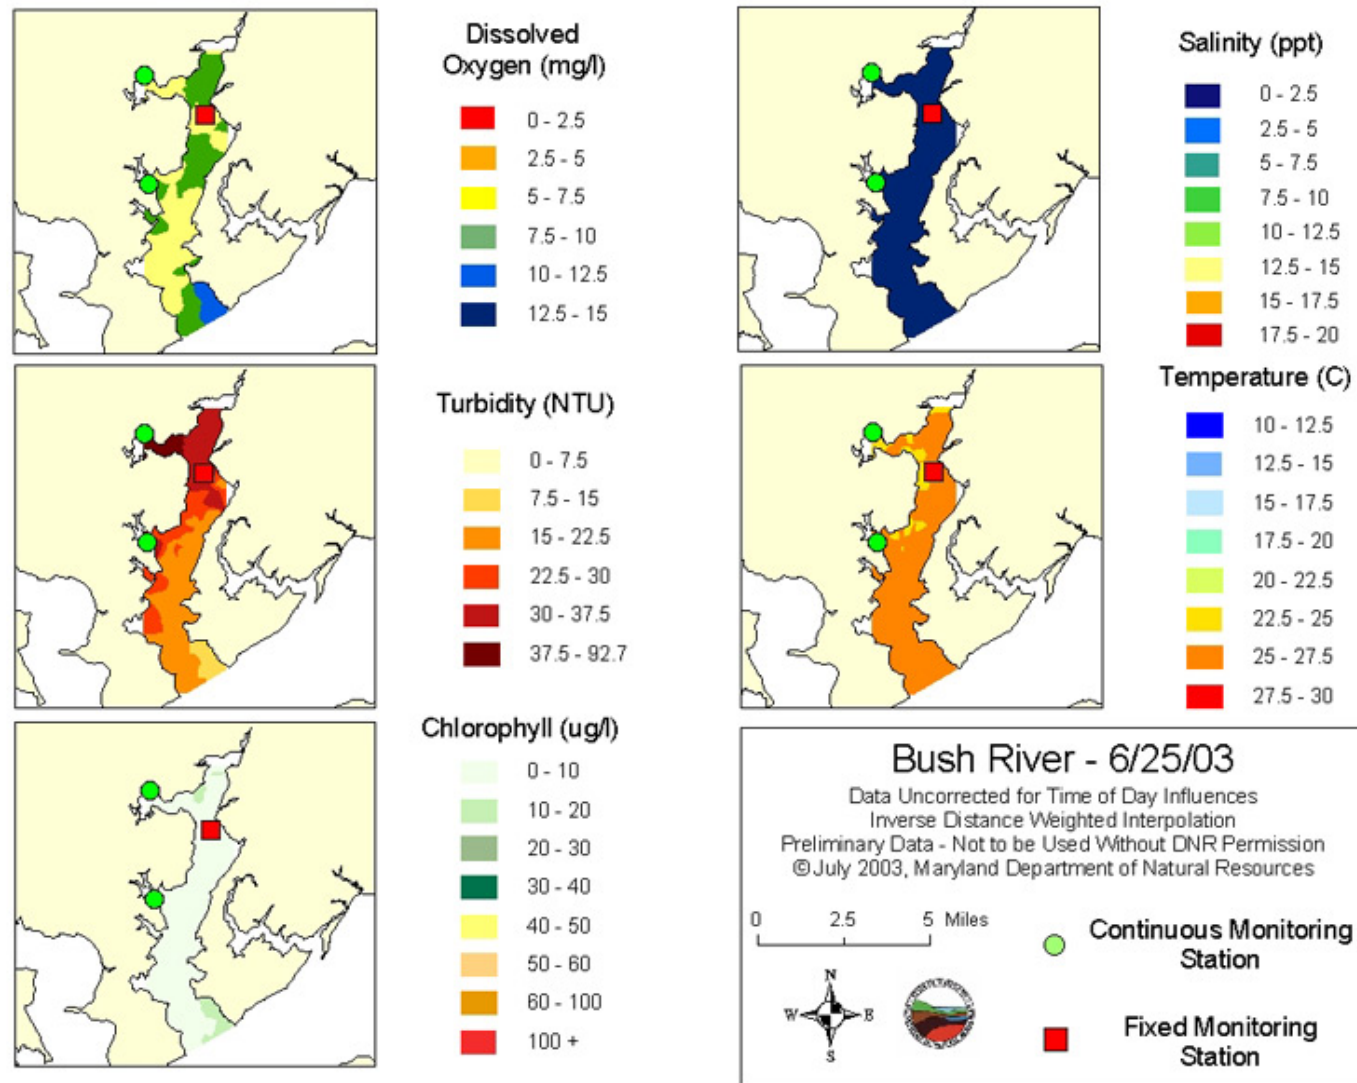 Dissolved
Oxygen (mg/l)
0 - 2.5
2.5 - 5
5 - 7.5
7.5 - 10
10 - 12.5
12.5 - 15
Salinity (ppt)
0 - 2.5
2.5 - 5
5 - 7.5
7.5 - 10
10 - 12.5
12.5 - 15
15 - 17.5
17.5 - 20
Turbidity (NTU)
0 - 7.5
7.5 - 15
15 - 22.5
22.5 - 30
30 - 37.5
37.5 - 92.7
Temperature (C)
10 - 12.5
12.5 - 15
15 - 17.5
17.5 - 20
20 - 22.5
22.5 - 25
25 - 27.5
27.5 - 30
Chlorophyll (ug/l)
0 - 10
10 - 20
20 - 30
30 - 40
40 - 50
50 - 60
60 - 100
100 +
Bush River - 6/25/03
Data Uncorrected for Time of Day Influences
Inverse Distance Weighted Interpolation
Preliminary Data - Not to be Used Without DNR Permission
© July 2003, Maryland Department of Natural Resources
0 2.5 5 Miles
N
W E
S
Continuous Monitoring
Station
Fixed Monitoring
Station